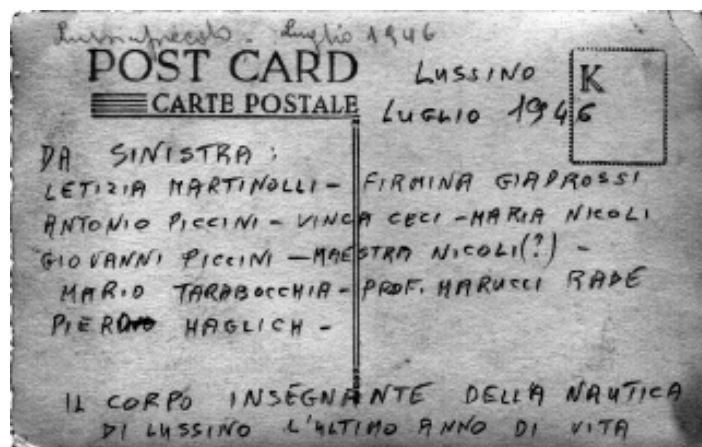 Lussinpiccolo - Luglio 1946
POST CARD
CARTE POSTALE
K
LUSSINO
LUGLIO 1946
DA SINISTRA:
LETIZIA MARTINOLLI - FIRMINA GIADROSSI
ANTONIO PICCINI - VINCA CECI - MARIA NICOLI
GIOVANNI PICCINI - MAESTRA NICOLI(?) -
MARIO TARABOCCHIA - PROF. MARUCCI RADE
PIERO HAGLICH -
IL CORPO INSEGNANTE DELLA NAUTICA
DI LUSSINO L'ULTIMO ANNO DI VITA